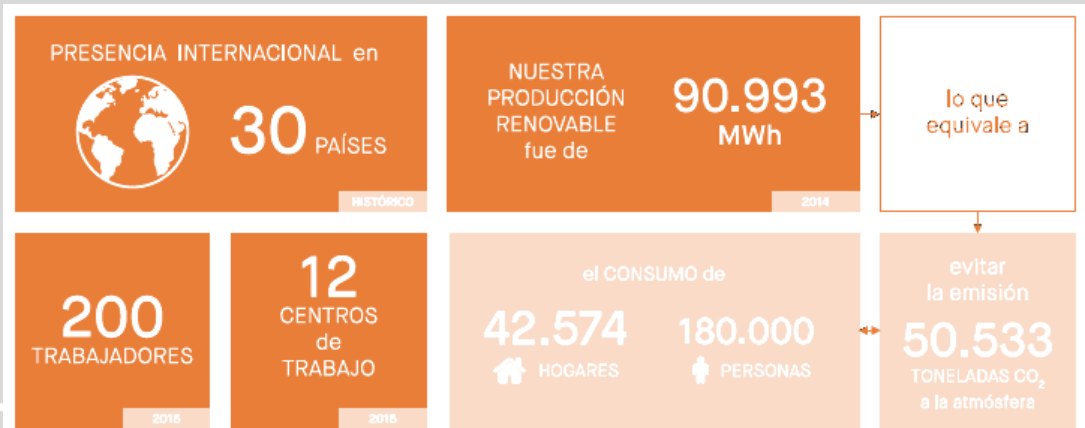 PRESENCIA INTERNACIONAL en
30 PAÍSES
HISTÓRICO
NUESTRA
PRODUCCIÓN
RENOVABLE
fue de
90.993
MWh
2014
lo que
equivale a
200
TRABAJADORES
2015
12
CENTROS
de
TRABAJO
2015
el CONSUMO de
42.574
HOGARES
180.000
PERSONAS
evitar
la emisión
50.533
TONELADAS CO₂
a la atmósfera